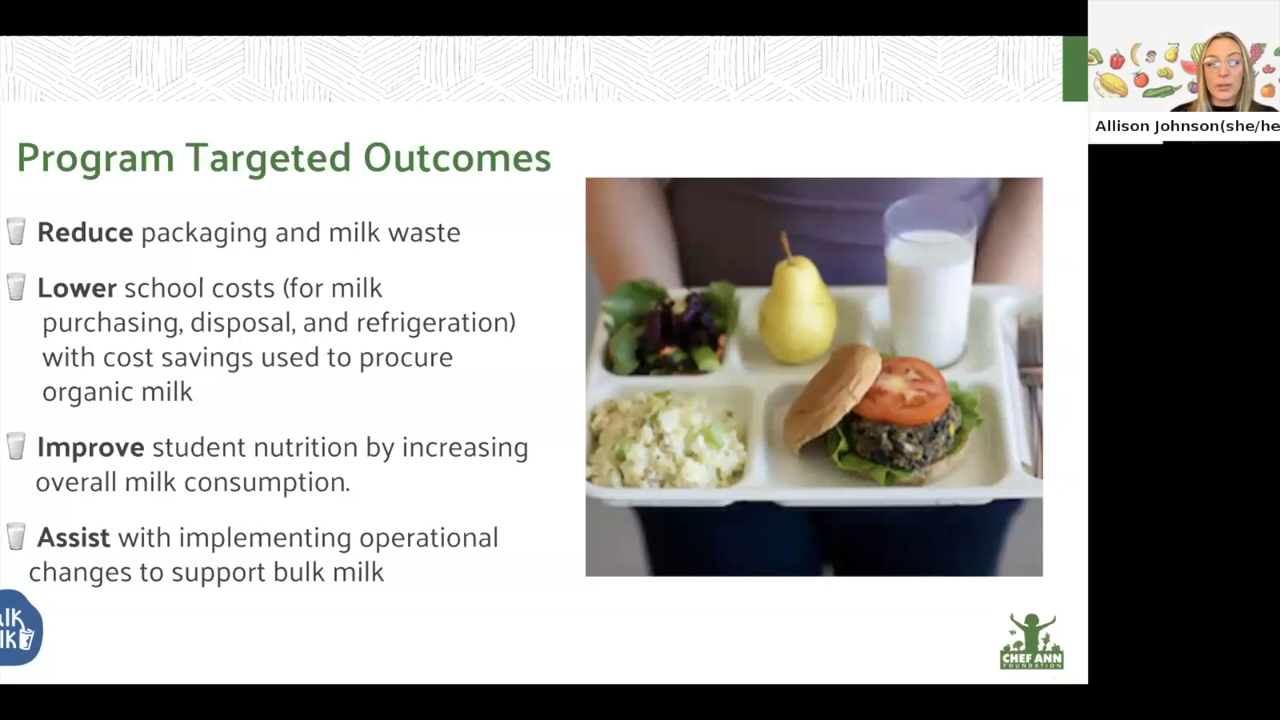 Program Targeted Outcomes
Reduce packaging and milk waste
Lower school costs (for milk
purchasing, disposal, and refrigeration)
with cost savings used to procure
organic milk
Improve student nutrition by increasing
overall milk consumption.
Assist with implementing operational
changes to support bulk milk
CHEF ANN
FOUNDATION
Allison Johnson(she/he